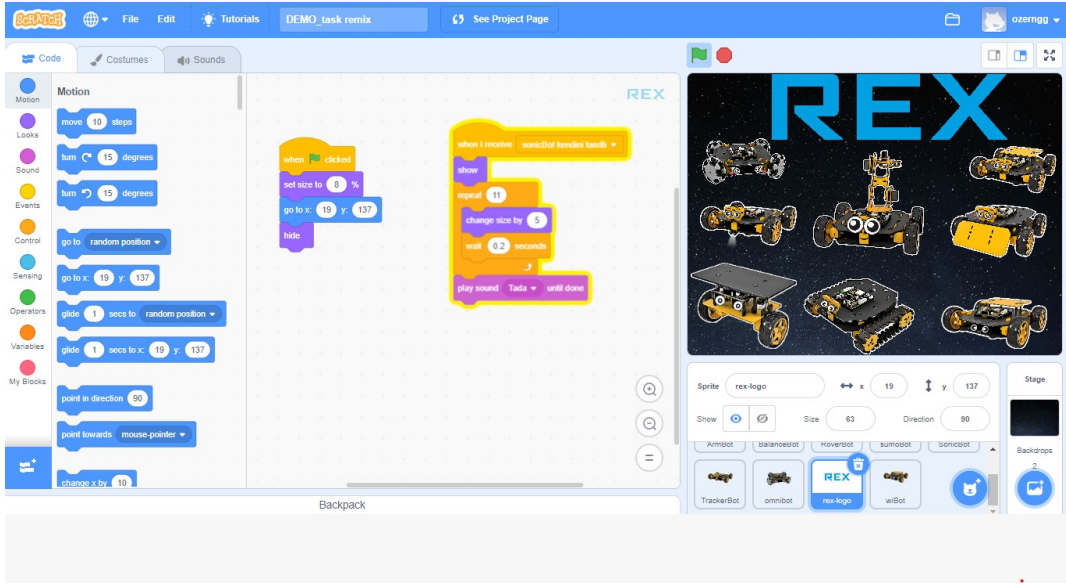 SCRATCH
File
Edit
Tutorials
DEMO_task remix
See Project Page
ozerngg
Code
Costumes
Sounds
Motion
Looks
Sound
Events
Control
Sensing
Operators
Variables
My Blocks
Motion
move 10 steps
turn 15 degrees
turn 15 degrees
go to random position
go to x: 19 y: 137
glide 1 secs to random position
glide 1 secs to x: 19 y: 137
point in direction 90
point towards mouse-pointer
change x by 10
when clicked
set size to 8 %
go to x: 19 y: 137
hide
REX
when I receive sonicBot kendini tanıttı
show
repeat 11
change size by 5
wait 0.2 seconds
play sound Tada until done
Backpack
REX
Sprite rex-logo x 19 y 137
Show Size 63 Direction 90
ArmBot BalanceBot RoverBot sumoBot SonicBot
TrackerBot omnibot rex-logo wiBot
REX
Stage
Backdrops
2